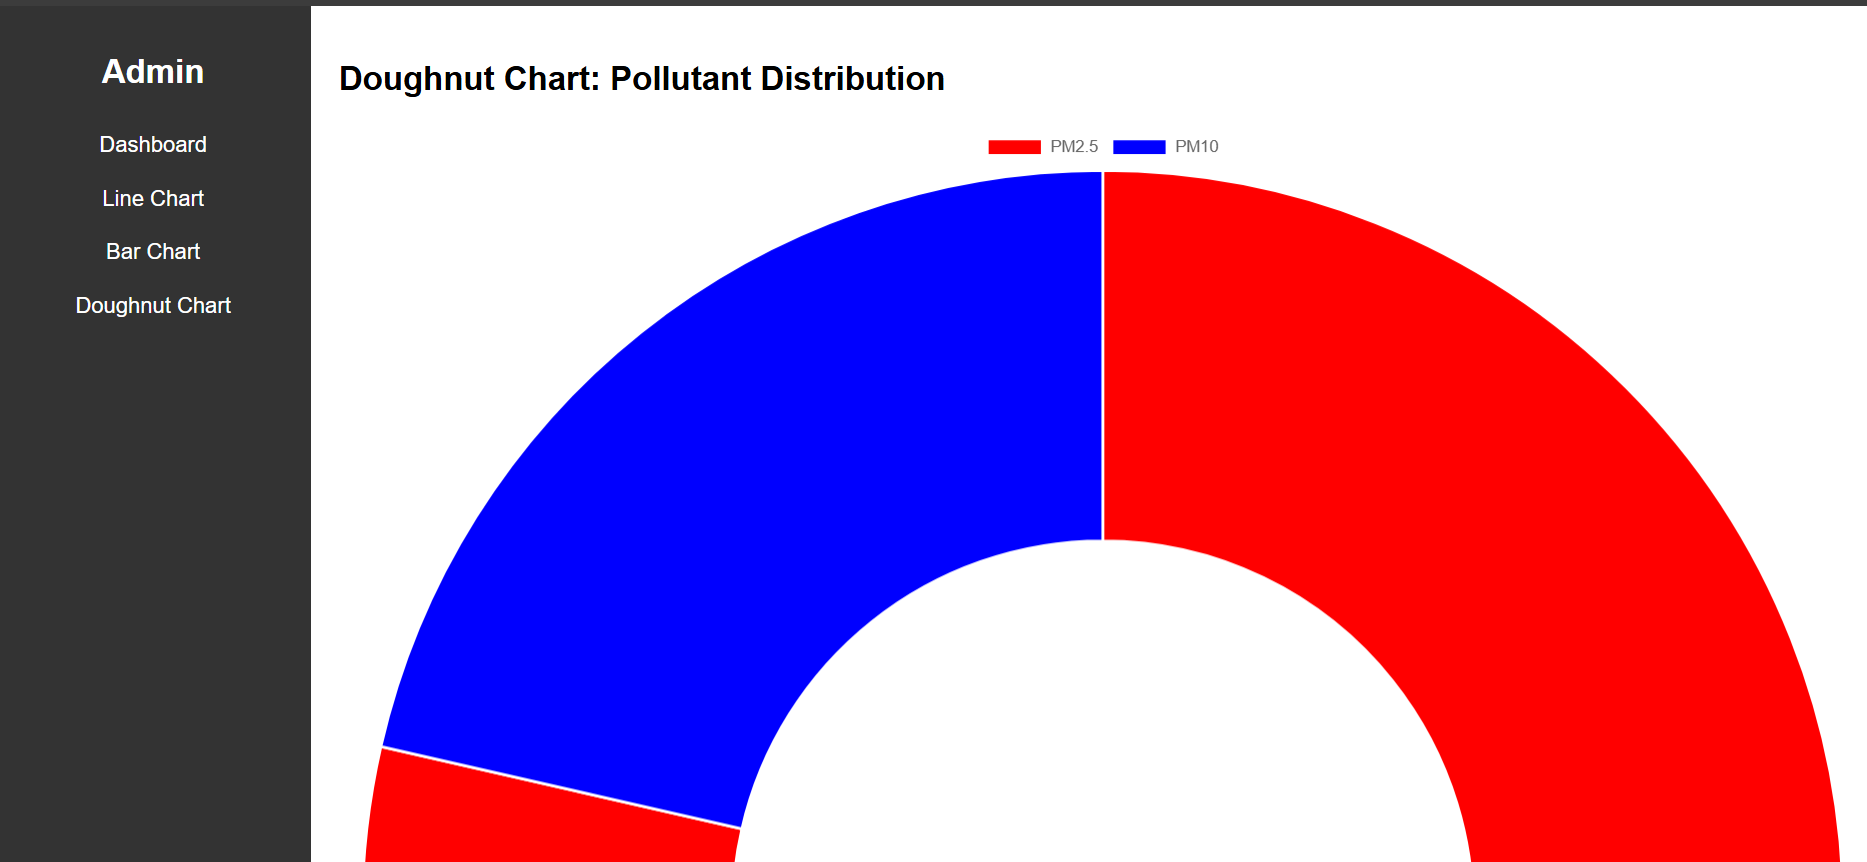 Admin
Dashboard
Line Chart
Bar Chart
Doughnut Chart
Doughnut Chart: Pollutant Distribution
PM2.5 PM10